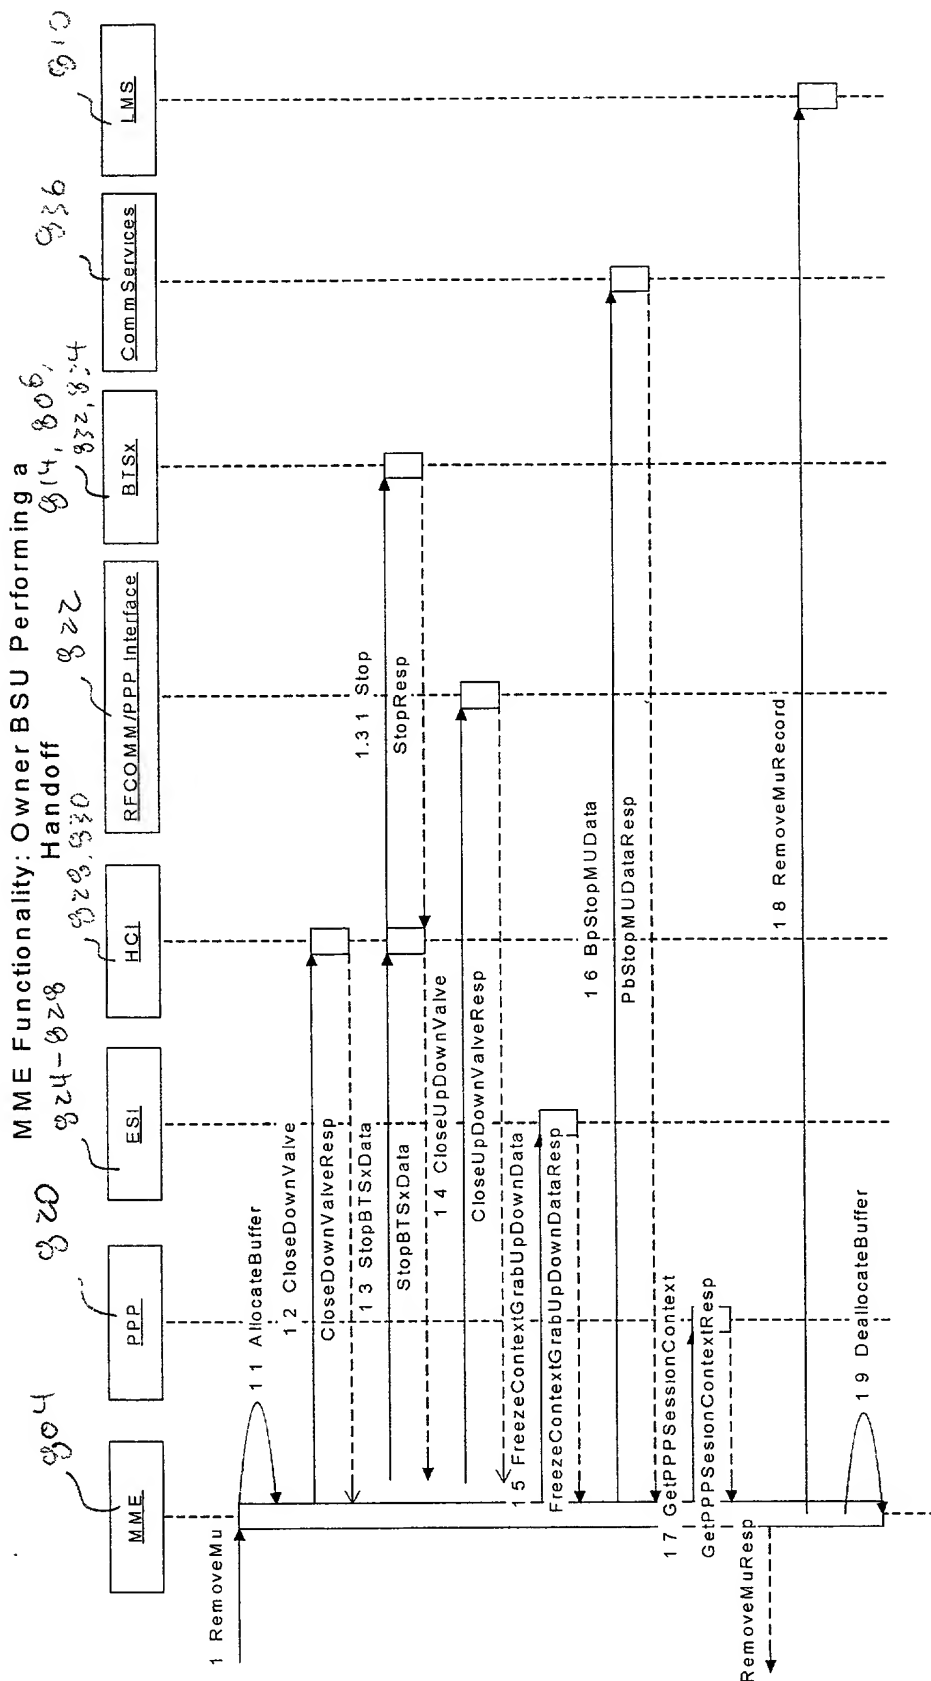 MME Functionality: Owner BSU Performing a
Handoff
804
820
824-828
828, 830
822
814, 806,
832, 834
836
810
MME
PPP
ESI
HCI
RFCOMM/PPP Interface
BTSx
CommServices
LMS
1 RemoveMu
1 1 AllocateBuffer
1 2 CloseDownValve
CloseDownValveResp
1 3 StopBTSxData
StopBTSxData
1.3 1 Stop
StopResp
1 4 CloseUpDownValve
CloseUpDownValveResp
1 5 FreezeContextGrabUpDownData
FreezeContextGrabUpDownDataResp
1 6 BpStopMUData
PbStopMUDataResp
1 7 GetPPPSessionContext
GetPPPSessionContextResp
RemoveMuResp
1 8 RemoveMuRecord
1 9 DeallocateBuffer